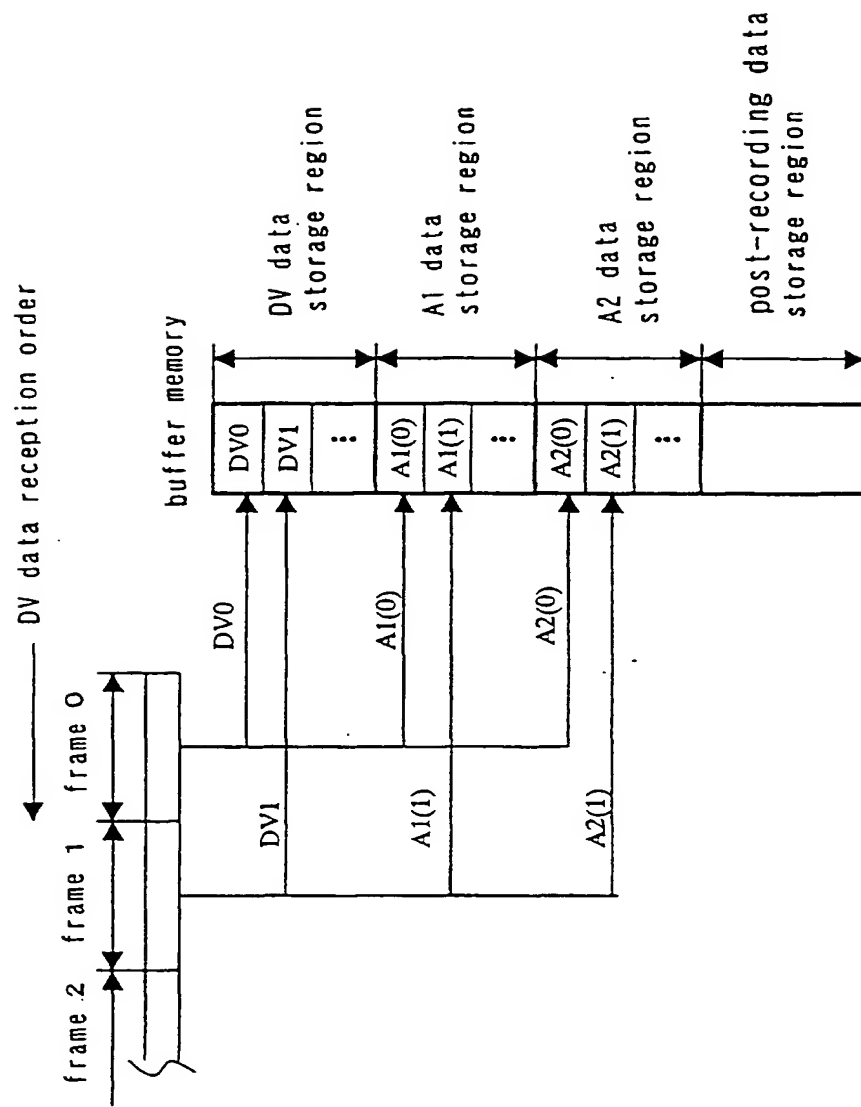 DV data reception order
frame 2
frame 1
frame 0
buffer memory
DV0
DV1
A1(0)
A1(1)
A2(0)
A2(1)
DV0
DV1
⋮
A1(0)
A1(1)
⋮
A2(0)
A2(1)
⋮
DV data
storage region
A1 data
storage region
A2 data
storage region
post-recording data
storage region